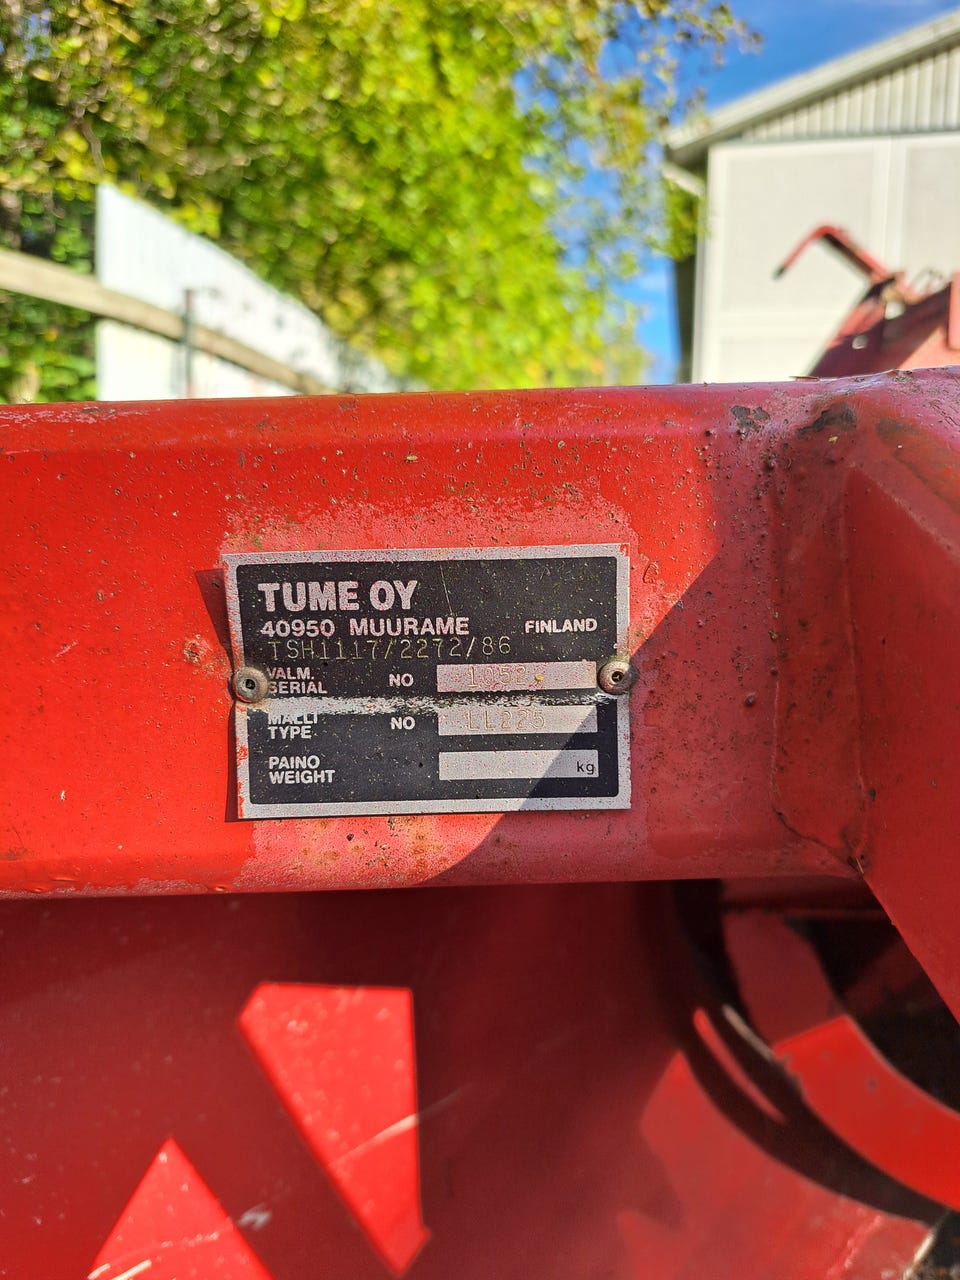 TUME OY
40950 MUURAME FINLAND
TSH1117/2272/86
VALM. NO 1052
SERIAL
MALLI NO LL225
TYPE
PAINO
WEIGHT kg